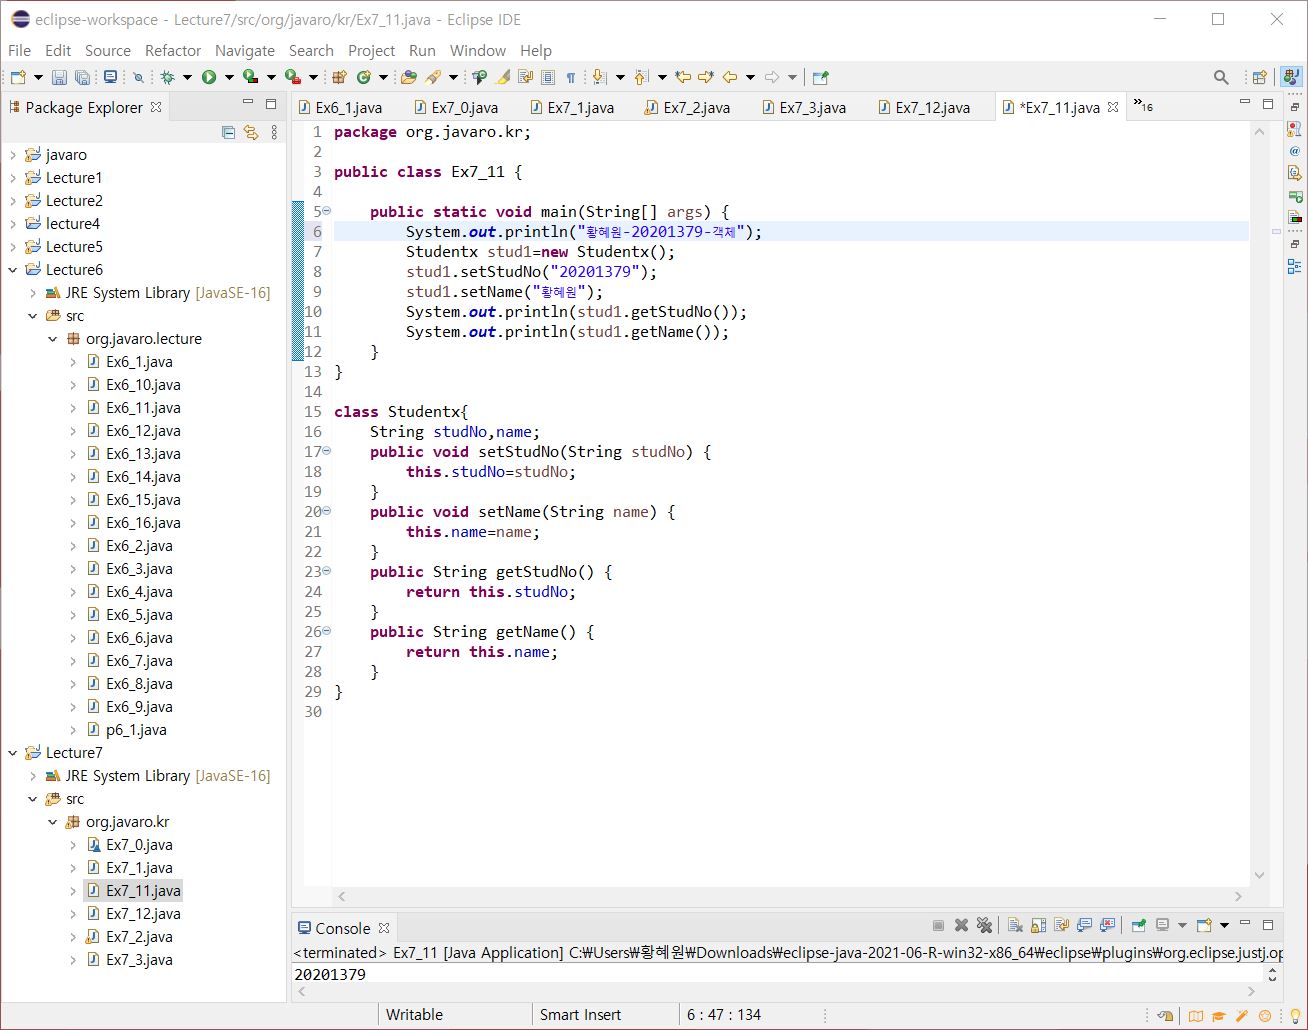 eclipse-workspace - Lecture7/src/org/javaro/kr/Ex7_11.java - Eclipse IDE
File Edit Source Refactor Navigate Search Project Run Window Help
Package Explorer
javaro
Lecture1
Lecture2
lecture4
Lecture5
Lecture6
JRE System Library [JavaSE-16]
src
org.javaro.lecture
Ex6_1.java
Ex6_10.java
Ex6_11.java
Ex6_12.java
Ex6_13.java
Ex6_14.java
Ex6_15.java
Ex6_16.java
Ex6_2.java
Ex6_3.java
Ex6_4.java
Ex6_5.java
Ex6_6.java
Ex6_7.java
Ex6_8.java
Ex6_9.java
p6_1.java
Lecture7
JRE System Library [JavaSE-16]
src
org.javaro.kr
Ex7_0.java
Ex7_1.java
Ex7_11.java
Ex7_12.java
Ex7_2.java
Ex7_3.java
Ex6_1.java Ex7_0.java Ex7_1.java Ex7_2.java Ex7_3.java Ex7_12.java *Ex7_11.java »16
1 package org.javaro.kr;
2
3 public class Ex7_11 {
4
5 public static void main(String[] args) {
6 System.out.println("황혜원-20201379-객체");
7 Studentx stud1=new Studentx();
8 stud1.setStudNo("20201379");
9 stud1.setName("황혜원");
10 System.out.println(stud1.getStudNo());
11 System.out.println(stud1.getName());
12 }
13 }
14
15 class Studentx{
16 String studNo,name;
17 public void setStudNo(String studNo) {
18 this.studNo=studNo;
19 }
20 public void setName(String name) {
21 this.name=name;
22 }
23 public String getStudNo() {
24 return this.studNo;
25 }
26 public String getName() {
27 return this.name;
28 }
29 }
30
Console
<terminated> Ex7_11 [Java Application] C:₩Users₩황혜원₩Downloads₩eclipse-java-2021-06-R-win32-x86_64₩eclipse₩plugins₩org.eclipse.justj.op
20201379
Writable Smart Insert 6 : 47 : 134